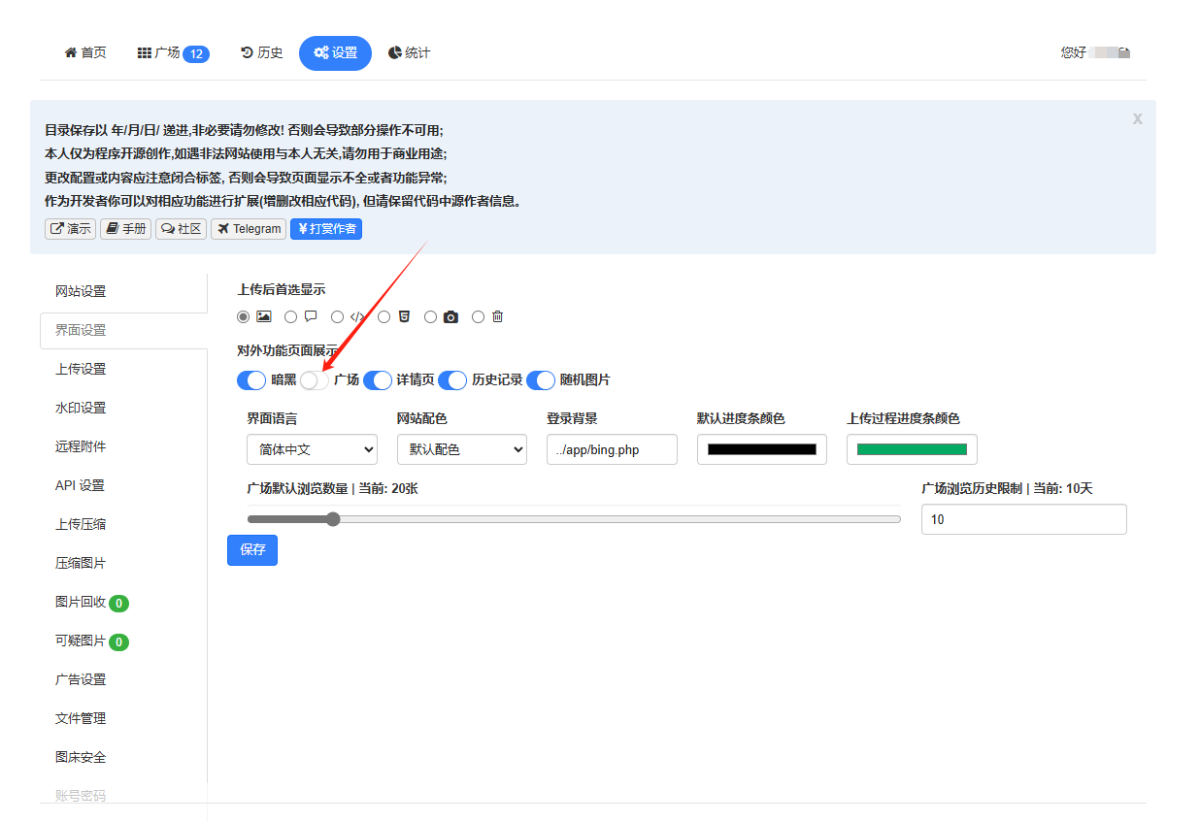 首页 广场 12 历史 设置 统计 您好
目录保存以 年/月/日/ 递进,非必要请勿修改! 否则会导致部分操作不可用; X
本人仅为程序开源创作,如遇非法网站使用与本人无关,请勿用于商业用途;
更改配置或内容应注意闭合标签, 否则会导致页面显示不全或者功能异常;
作为开发者你可以对相应功能进行扩展(增删改相应代码), 但请保留代码中源作者信息。
演示 手册 社区 Telegram ¥打赏作者
网站设置
界面设置
上传设置
水印设置
远程附件
API 设置
上传压缩
压缩图片
图片回收 0
可疑图片 0
广告设置
文件管理
图床安全
账号密码
上传后首选显示
对外功能页面展示
暗黑 广场 详情页 历史记录 随机图片
界面语言 网站配色 登录背景 默认进度条颜色 上传过程进度条颜色
简体中文 默认配色 ../app/bing.php
广场默认浏览数量 | 当前: 20张 广场浏览历史限制 | 当前: 10天
10
保存